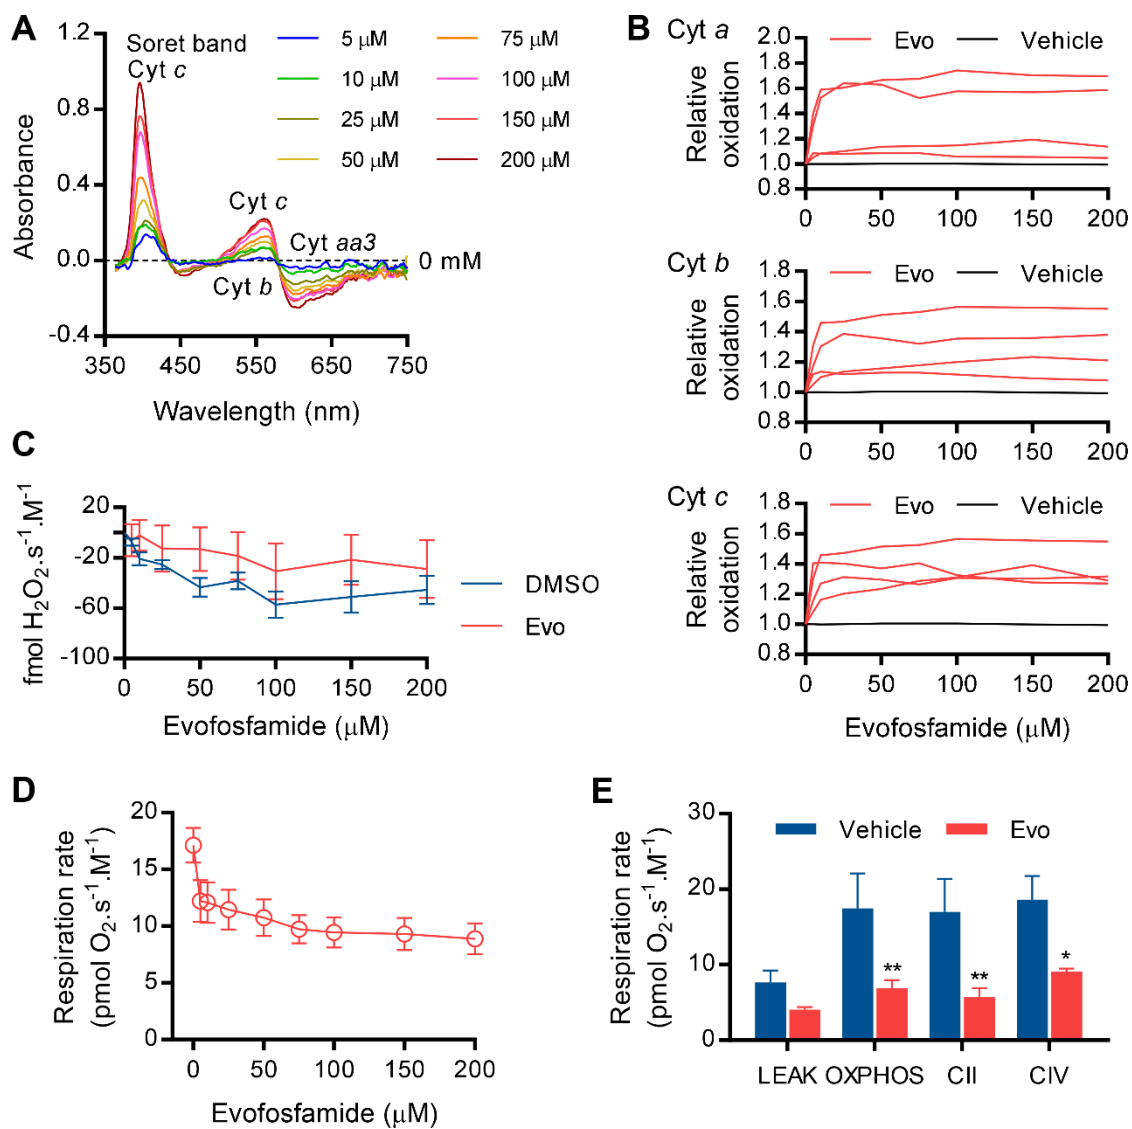 A
1.2
0.8
0.4
0.0
-0.4
Absorbance
Soret band
Cyt c
5 μM
10 μM
25 μM
50 μM
75 μM
100 μM
150 μM
200 μM
Cyt c
Cyt aa3
Cyt b
0 mM
350 450 550 650 750
Wavelength (nm)
B
Cyt a
Evo
Vehicle
2.0
1.8
1.6
1.4
1.2
1.0
0.8
Relative
oxidation
0 50 100 150 200
Cyt b
Evo
Vehicle
1.8
1.6
1.4
1.2
1.0
0.8
Relative
oxidation
0 50 100 150 200
Cyt c
Evo
Vehicle
1.8
1.6
1.4
1.2
1.0
0.8
Relative
oxidation
0 50 100 150 200
Evofosfamide (μM)
C
20
-20
-60
-100
fmol H2O2.s⁻¹.M⁻¹
DMSO
Evo
0 50 100 150 200
Evofosfamide (μM)
D
20
15
10
5
0
Respiration rate
(pmol O2.s⁻¹.M⁻¹)
0 50 100 150 200
Evofosfamide (μM)
E
30
20
10
0
Respiration rate
(pmol O2.s⁻¹.M⁻¹)
Vehicle
Evo
**
**
*
LEAK OXPHOS CII CIV